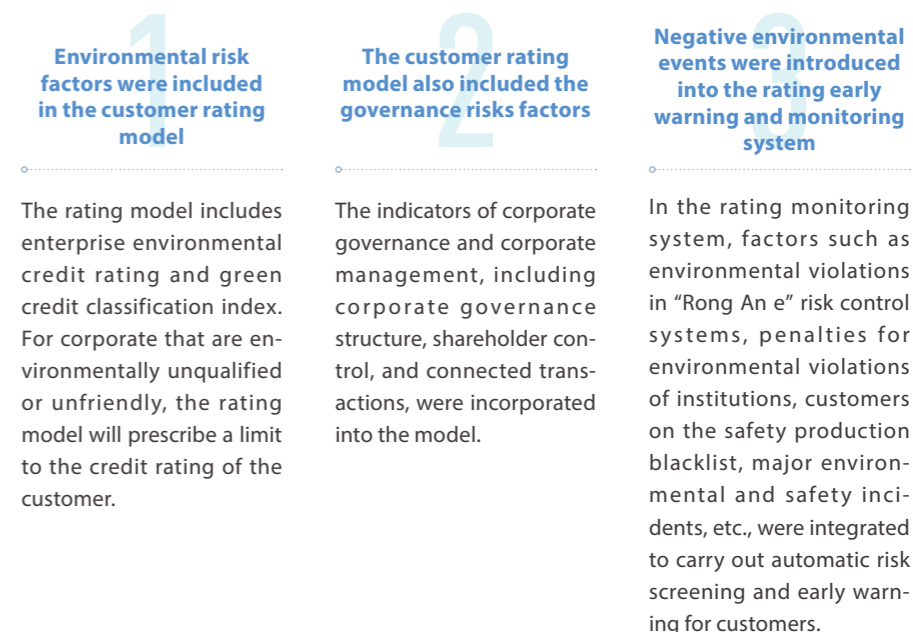 1
Environmental risk
factors were included
in the customer rating
model
The rating model includes
enterprise environmental
credit rating and green
credit classification index.
For corporate that are en-
vironmentally unqualified
or unfriendly, the rating
model will prescribe a limit
to the credit rating of the
customer.
2
The customer rating
model also included the
governance risks factors
The indicators of corporate
governance and corporate
management, including
corporate governance
structure, shareholder con-
trol, and connected trans-
actions, were incorporated
into the model.
3
Negative environmental
events were introduced
into the rating early
warning and monitoring
system
In the rating monitoring
system, factors such as
environmental violations
in “Rong An e” risk control
systems, penalties for
environmental violations
of institutions, customers
on the safety production
blacklist, major environ-
mental and safety inci-
dents, etc., were integrated
to carry out automatic risk
screening and early warn-
ing for customers.